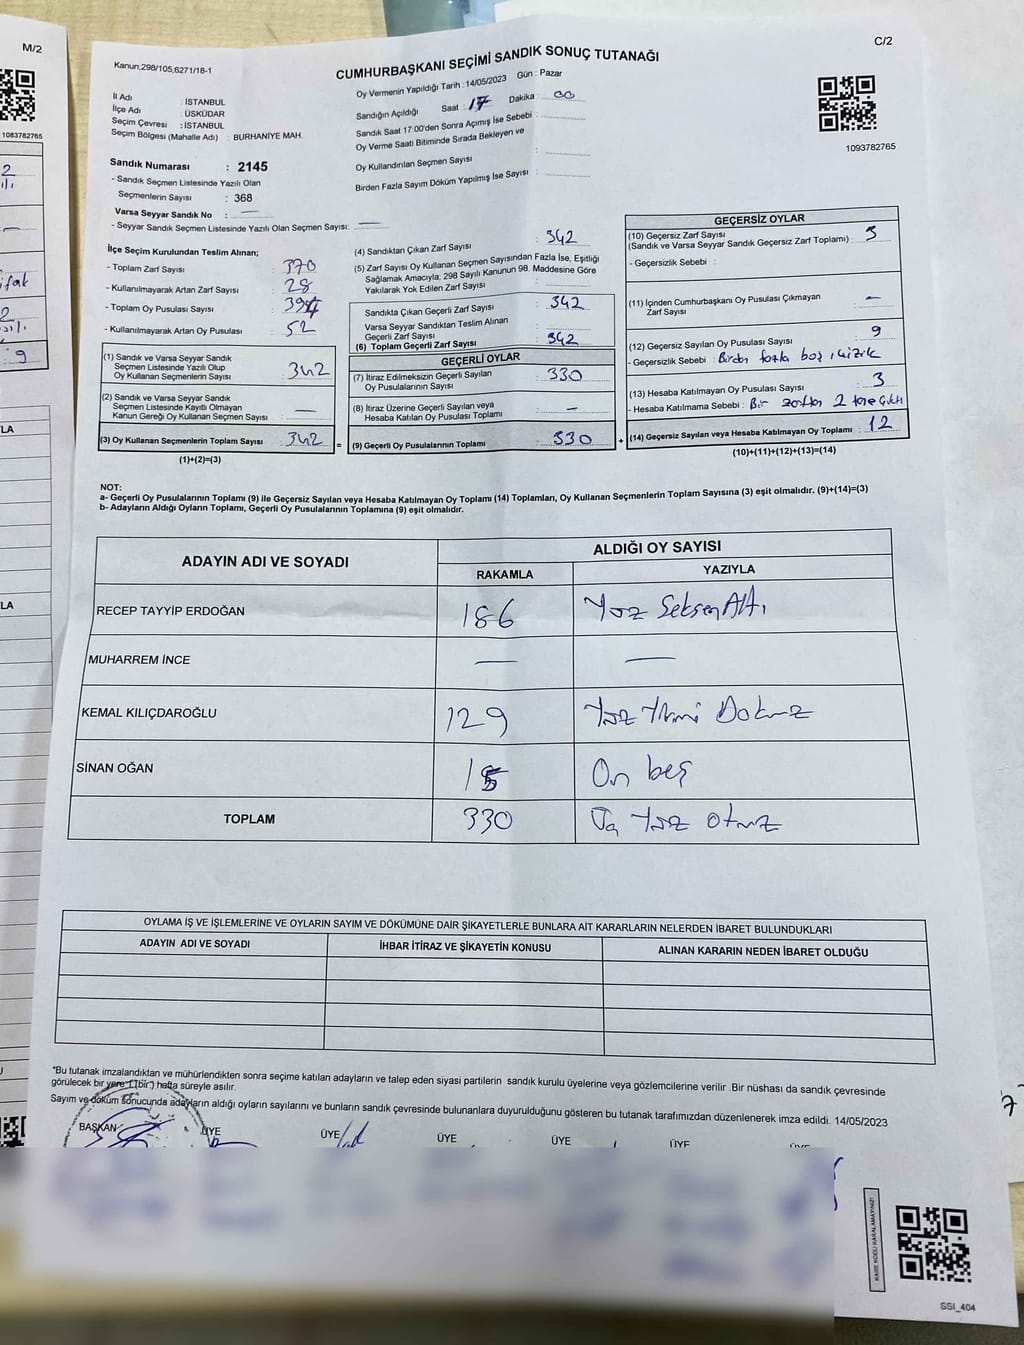 M/2
1083782765
C/2
Kanun;298/105,6271/18-1
CUMHURBAŞKANI SEÇİMİ SANDIK SONUÇ TUTANAĞI
Oy Vermenin Yapıldığı Tarih : 14/05/2023 Gün : Pazar
İl Adı : İSTANBUL
İlçe Adı : ÜSKÜDAR
Seçim Çevresi : İSTANBUL
Seçim Bölgesi (Mahalle Adı) : BURHANİYE MAH.
Sandığın Açıldığı Saat : 17 Dakika : 00
Sandık Saat 17:00'den Sonra Açımış İse Sebebi :
Oy Verme Saati Bitiminde Sırada Bekleyen ve
Oy Kullandırılan Seçmen Sayısı :
Birden Fazla Sayım Döküm Yapılmış İse Sayısı :
1093782765
Sandık Numarası : 2145
- Sandık Seçmen Listesinde Yazılı Olan
Seçmenlerin Sayısı : 368
Varsa Seyyar Sandık No : —
- Seyyar Sandık Seçmen Listesinde Yazılı Olan Seçmen Sayısı: —
İlçe Seçim Kurulundan Teslim Alınan;
- Toplam Zarf Sayısı : 370
- Kullanılmayarak Artan Zarf Sayısı : 28
- Toplam Oy Pusulası Sayısı : 394
- Kullanılmayarak Artan Oy Pusulası : 52
(1) Sandık ve Varsa Seyyar Sandık
Seçmen Listesinde Yazılı Olup
Oy Kullanan Seçmenlerin Sayısı : 342
(2) Sandık ve Varsa Seyyar Sandık
Seçmen Listesinde Kayıtlı Olmayan
Kanun Gereği Oy Kullanan Seçmen Sayısı : —
(3) Oy Kullanan Seçmenlerin Toplam Sayısı : 342 =
(1)+(2)=(3)
(4) Sandıktan Çıkan Zarf Sayısı : 342
(5) Zarf Sayısı Oy Kullanan Seçmen Sayısından Fazla İse, Eşitliği
Sağlamak Amacıyla; 298 Sayılı Kanunun 98. Maddesine Göre
Yakılarak Yok Edilen Zarf Sayısı :
Sandıkta Çıkan Geçerli Zarf Sayısı : 342
Varsa Seyyar Sandıktan Teslim Alınan
Geçerli Zarf Sayısı :
(6) Toplam Geçerli Zarf Sayısı : 342
GEÇERLİ OYLAR
(7) İtiraz Edilmeksizin Geçerli Sayılan
Oy Pusulalarının Sayısı : 330
(8) İtiraz Üzerine Geçerli Sayılan veya
Hesaba Katılan Oy Pusulası Toplamı : —
(9) Geçerli Oy Pusulalarının Toplamı : 330 +
GEÇERSİZ OYLAR
(10) Geçersiz Zarf Sayısı
(Sandık ve Varsa Seyyar Sandık Geçersiz Zarf Toplamı) :
- Geçersizlik Sebebi :
(11) İçinden Cumhurbaşkanı Oy Pusulası Çıkmayan
Zarf Sayısı : —
(12) Geçersiz Sayılan Oy Pusulası Sayısı : 9
- Geçersizlik Sebebi : Birden fazla
(13) Hesaba Katılmayan Oy Pusulası Sayısı : 3
- Hesaba Katılmama Sebebi : Bir zarftan 2 tane çıktı
(14) Geçersiz Sayılan veya Hesaba Katılmayan Oy Toplamı : 12
(10)+(11)+(12)+(13)=(14)
NOT:
a- Geçerli Oy Pusulalarının Toplamı (9) ile Geçersiz Sayılan veya Hesaba Katılmayan Oy Toplamı (14) Toplamları, Oy Kullanan Seçmenlerin Toplam Sayısına (3) eşit olmalıdır. (9)+(14)=(3)
b- Adayların Aldığı Oyların Toplamı, Geçerli Oy Pusulalarının Toplamına (9) eşit olmalıdır.
ADAYIN ADI VE SOYADI
ALDIĞI OY SAYISI
RAKAMLA YAZIYLA
RECEP TAYYİP ERDOĞAN 186 Yüz Seksen Altı
MUHARREM İNCE — —
KEMAL KILIÇDAROĞLU 129 Yüz Yirmi Dokuz
SİNAN OĞAN 15 On beş
TOPLAM 330 Üç Yüz Otuz
OYLAMA İŞ VE İŞLEMLERİNE VE OYLARIN SAYIM VE DÖKÜMÜNE DAİR ŞİKAYETLERLE BUNLARA AİT KARARLARIN NELERDEN İBARET BULUNDUKLARI
ADAYIN ADI VE SOYADI İHBAR İTİRAZ VE ŞİKAYETİN KONUSU ALINAN KARARIN NEDEN İBARET OLDUĞU
"Bu tutanak imzalandıktan ve mühürlendikten sonra seçime katılan adayların ve talep eden siyasi partilerin sandık kurulu üyelerine veya gözlemcilerine verilir .Bir nüshası da sandık çevresinde
görülecek bir yere (bir) hafta süreyle asılır.
Sayım ve döküm sonucunda adayların aldığı oyların sayılarını ve bunların sandık çevresinde bulunanlara duyurulduğunu gösteren bu tutanak tarafımızdan düzenlenerek imza edildi. 14/05/2023
BAŞKAN ÜYE ÜYE ÜYE ÜYE ÜYE ÜYE
KARE KODU KARALAMAYINIZ!
SSI_404